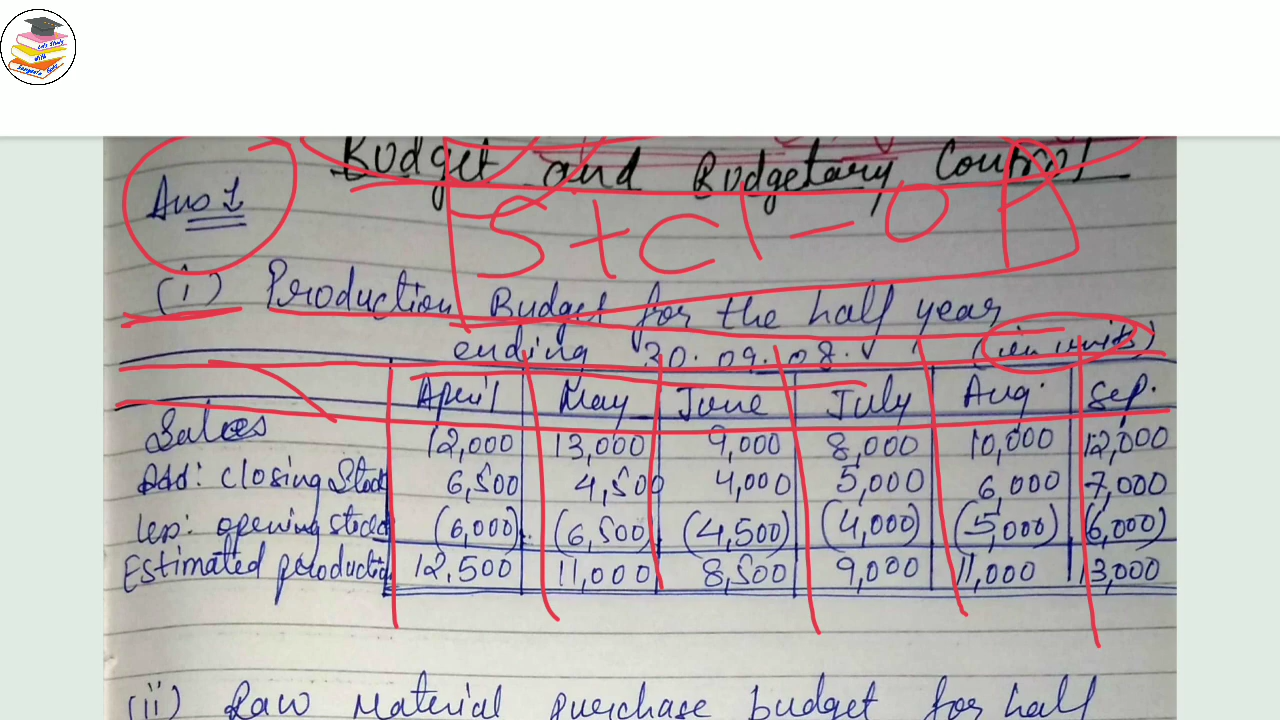 Let's Study
With
Budget and Budgetary Control
S + Cl - O P
Ans 1
(i) Production Budget for the half year
ending 30.09.08. (in units)
April May June July Aug. Sep.
Sales 12,000 13,000 9,000 8,000 10,000 12,000
Add: Closing Stock 6,500 4,500 4,000 5,000 6,000 7,000
Less: opening stock (6,000) (6,500) (4,500) (4,000) (5,000) (6,000)
Estimated production 12,500 11,000 8,500 9,000 11,000 13,000
(ii) Raw Material purchase budget for half